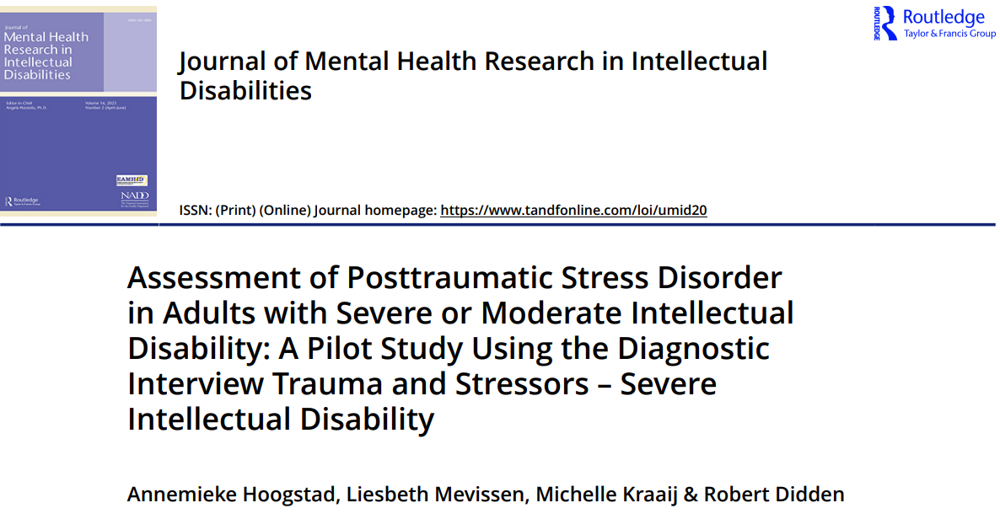 Journal of
Mental Health
Research in
Intellectual
Disabilities
Editor-in-Chief
Angela Hassiotis, Ph.D.
Volume 16, 2023
Number 2 (April-June)
EAMHID
Routledge
Taylor & Francis Group
NADD
ROUTLEDGE
Routledge
Taylor & Francis Group
Journal of Mental Health Research in Intellectual
Disabilities
ISSN: (Print) (Online) Journal homepage: https://www.tandfonline.com/loi/umid20
Assessment of Posttraumatic Stress Disorder
in Adults with Severe or Moderate Intellectual
Disability: A Pilot Study Using the Diagnostic
Interview Trauma and Stressors – Severe
Intellectual Disability
Annemieke Hoogstad, Liesbeth Mevissen, Michelle Kraaij & Robert Didden